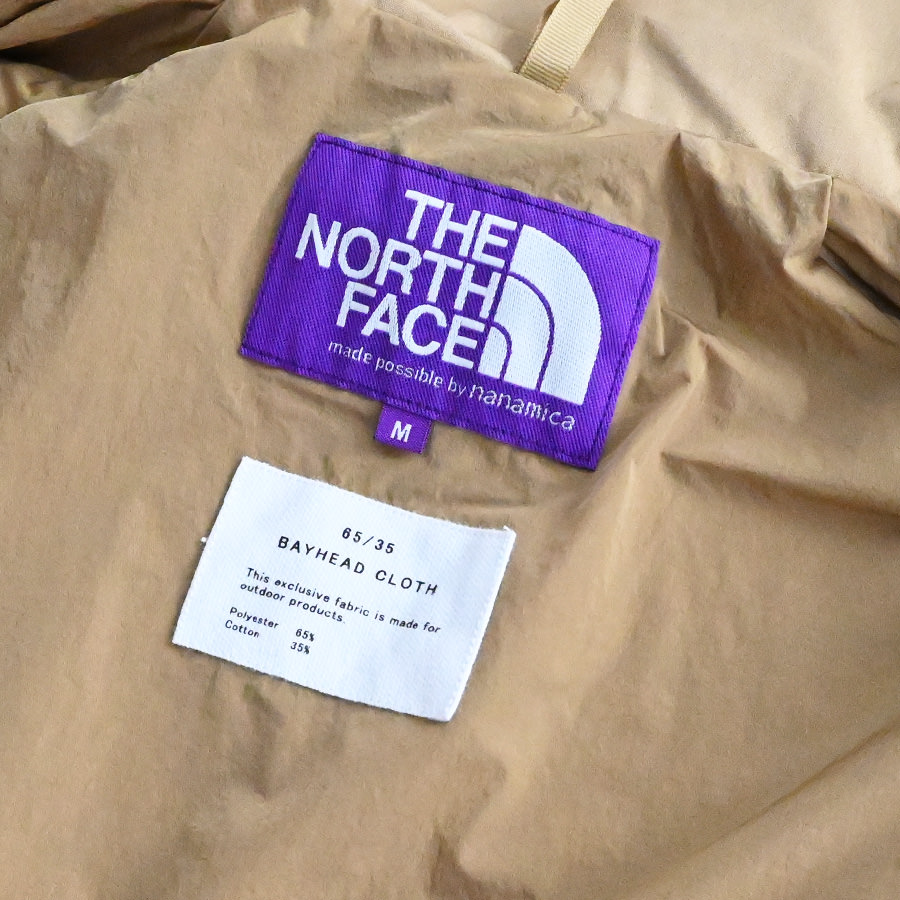 THE
NORTH
FACE
made possible by nanamica
M
65/35
BAYHEAD CLOTH
This exclusive fabric is made for
outdoor products.
Polyester 65%
Cotton 35%